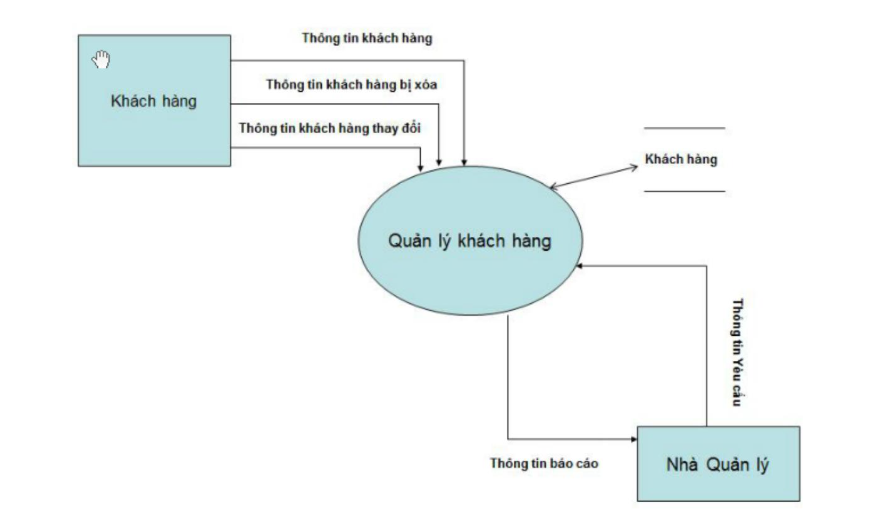 Thông tin khách hàng
Thông tin khách hàng bị xóa
Khách hàng
Thông tin khách hàng thay đổi
Khách hàng
Quản lý khách hàng
Thông tin Yêu cầu
Thông tin báo cáo
Nhà Quản lý